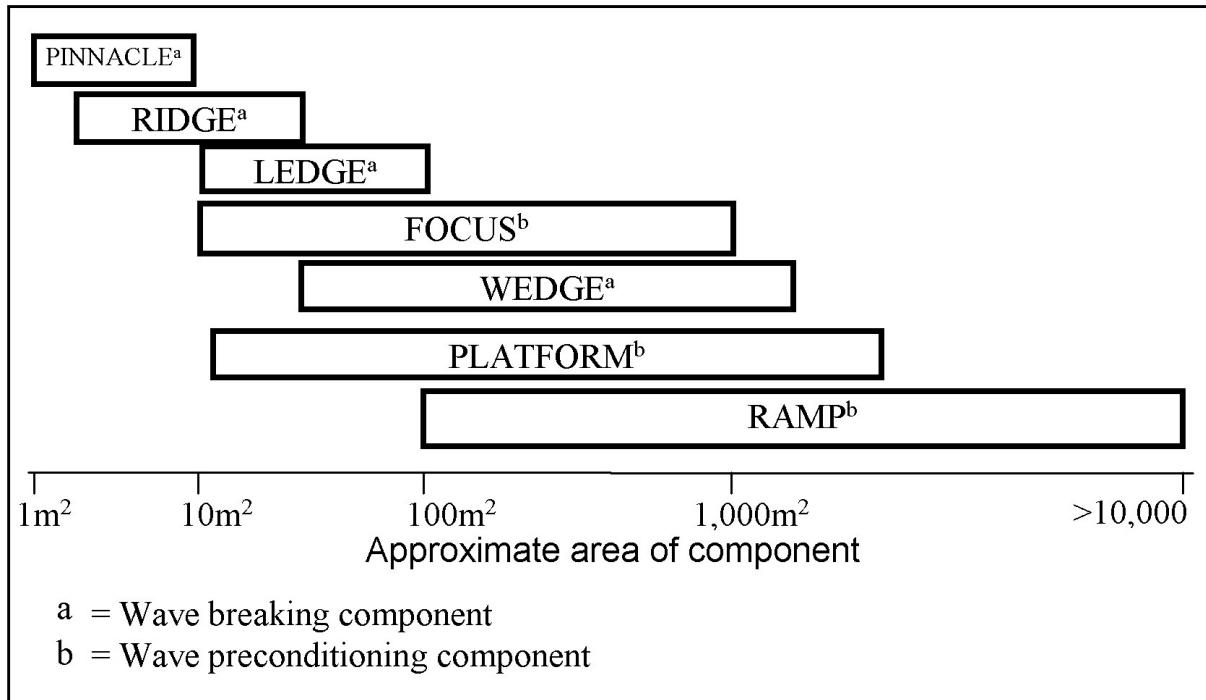 PINNACLEᵃ
RIDGEᵃ
LEDGEᵃ
FOCUSᵇ
WEDGEᵃ
PLATFORMᵇ
RAMPᵇ
1m² 10m² 100m² 1,000m² >10,000
Approximate area of component
a = Wave breaking component
b = Wave preconditioning component